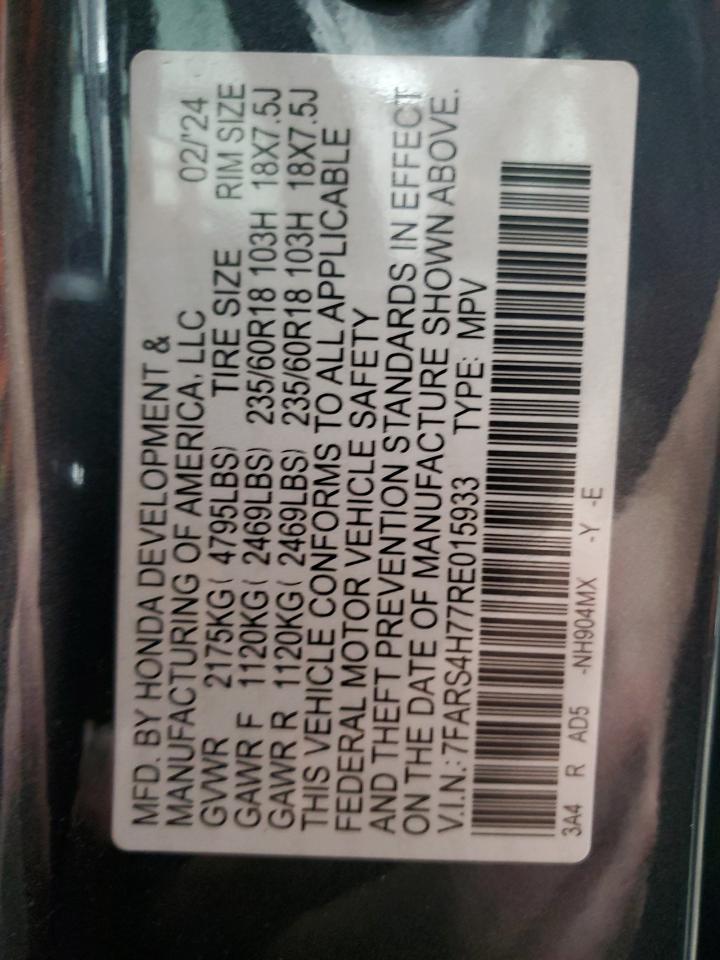 MFD. BY HONDA DEVELOPMENT &
MANUFACTURING OF AMERICA, LLC 02/'24
GVWR 2175KG( 4795LBS) TIRE SIZE RIM SIZE
GAWR F 1120KG( 2469LBS) 235/60R18 103H 18X7.5J
GAWR R 1120KG( 2469LBS) 235/60R18 103H 18X7.5J
THIS VEHICLE CONFORMS TO ALL APPLICABLE
FEDERAL MOTOR VEHICLE SAFETY
AND THEFT PREVENTION STANDARDS IN EFFECT
ON THE DATE OF MANUFACTURE SHOWN ABOVE.
V.I.N.: 7FARS4H77RE015933 TYPE: MPV
3A4 R AD5 -NH904MX -Y -E